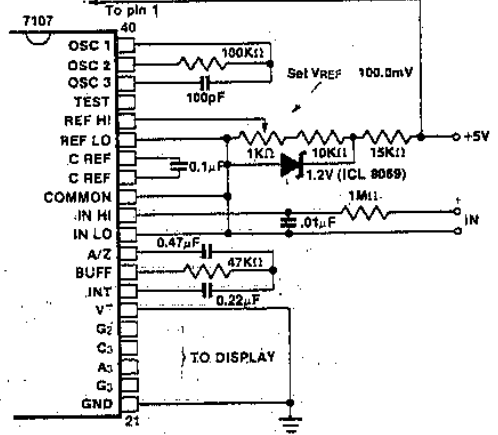 To pin 1
7107
40
OSC 1
100KΩ
OSC 2
OSC 3
100pF
Set VREF 100.0mV
TEST
REF HI
REF LO
1KΩ
10KΩ
15KΩ
+5V
C REF
0.1μF
1.2V (ICL 8069)
C REF
1MΩ
COMMON
IN HI
.01μF
+
IN
IN LO
-
0.47μF
A/Z
47KΩ
BUFF
INT
0.22μF
V-
G2
C3
TO DISPLAY
A3
G3
GND
21